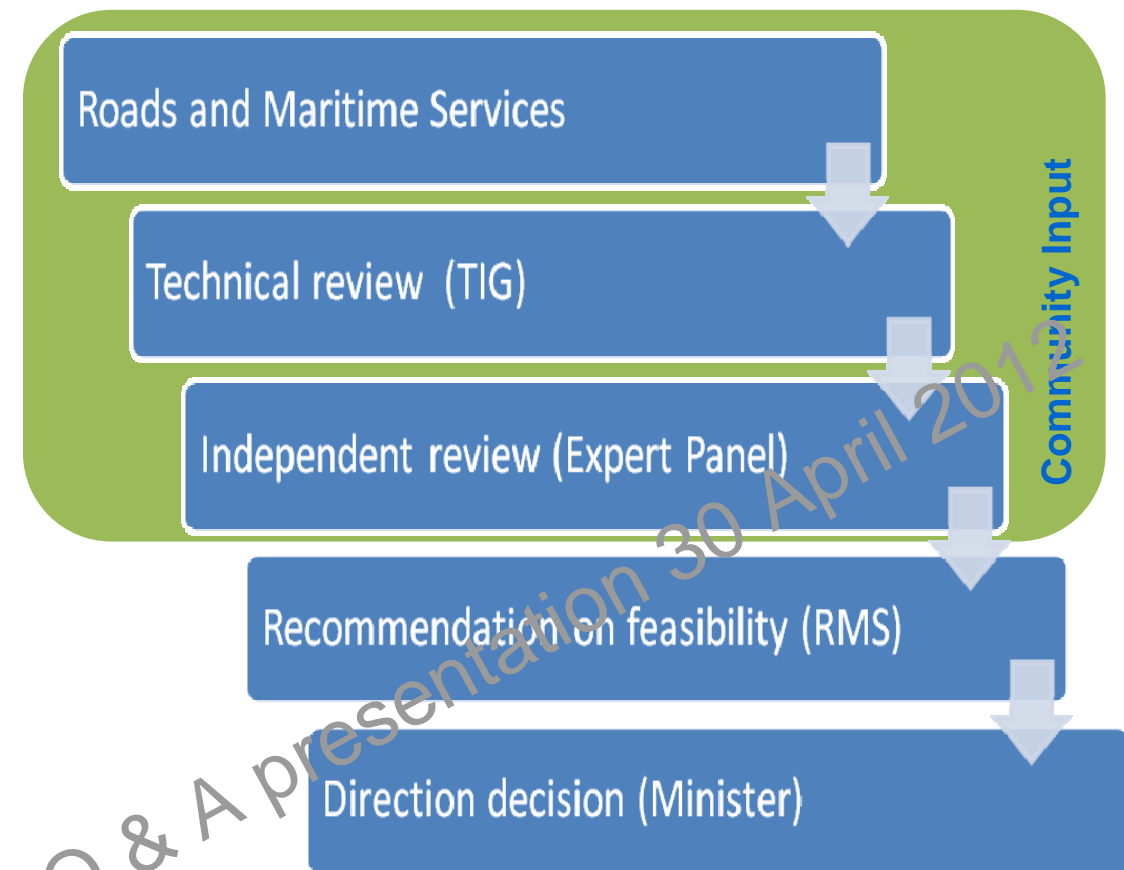 Roads and Maritime Services
Technical review (TIG)
Independent review (Expert Panel)
Recommendation on feasibility (RMS)
Direction decision (Minister)
Community Input
& A presentation 30 April 2012